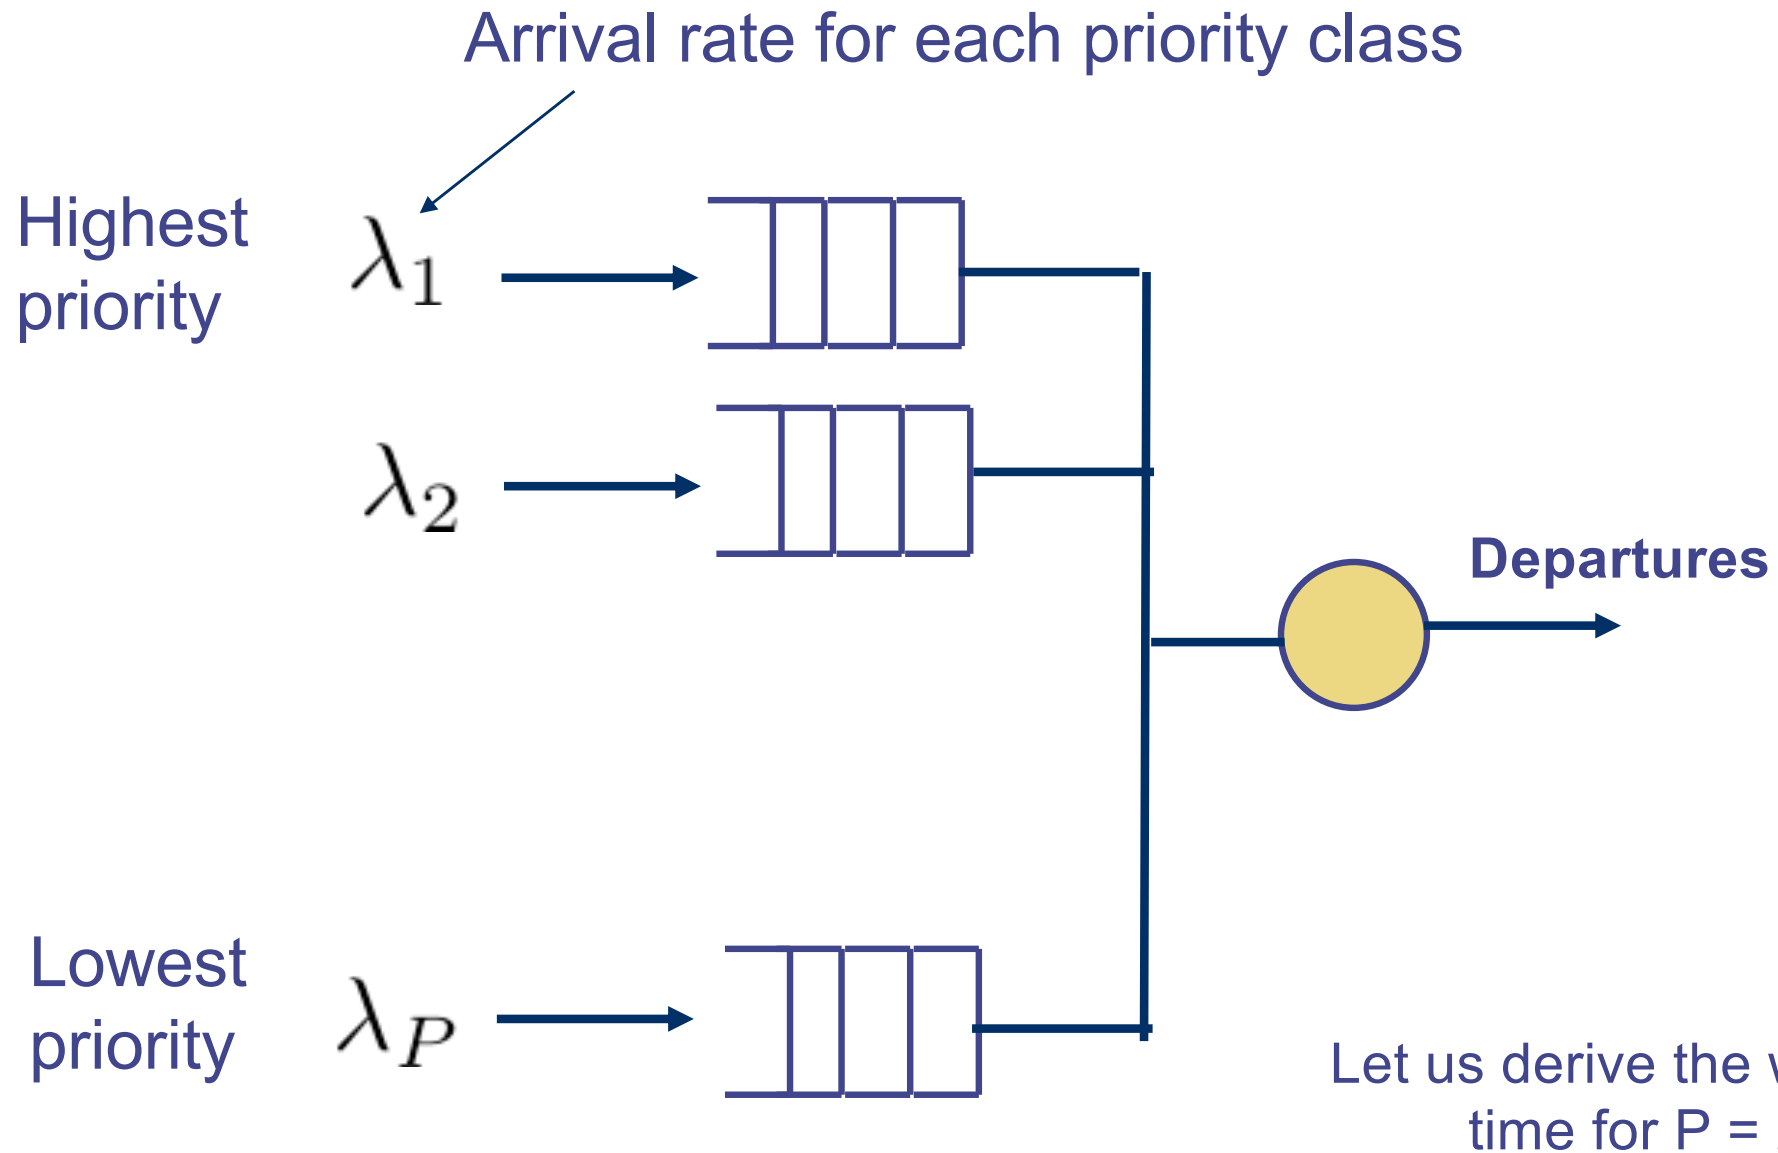 Arrival rate for each priority class
Highest
priority
λ1
λ2
Departures
Lowest
priority
λP
Let us derive the
time for P =